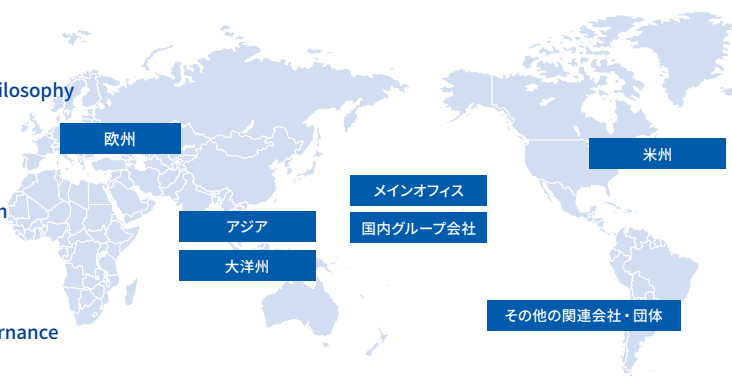 ilosophy
欧州
米州
メインオフィス
n
アジア
国内グループ会社
大洋州
その他の関連会社・団体
rnance